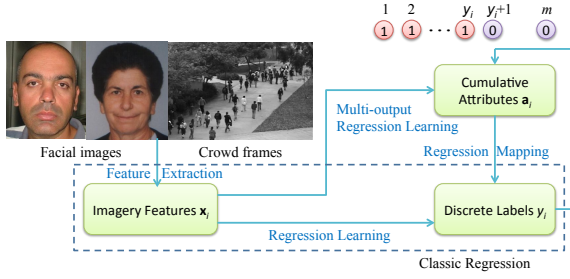 1 2 y_i y_i+1 m
1 1 ... 1 0 0
Cumulative
Attributes a_i
Multi-output
Regression Learning
Facial images Crowd frames
Regression Mapping
Feature Extraction
Imagery Features x_i
Discrete Labels y_i
Regression Learning
Classic Regression